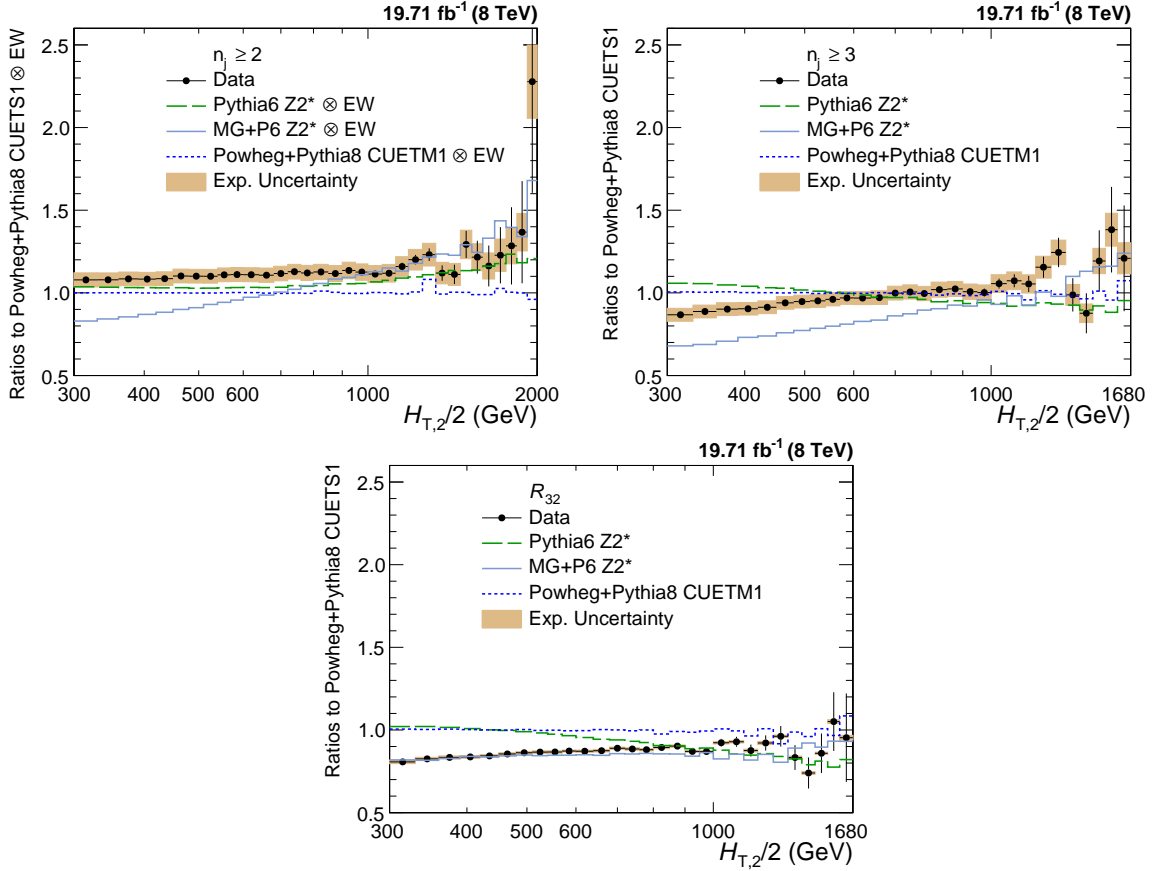 19.71 fb⁻¹ (8 TeV)
Ratios to Powheg+Pythia8 CUETS1 ⊗ EW
n_j ≥ 2
Data
Pythia6 Z2* ⊗ EW
MG+P6 Z2* ⊗ EW
Powheg+Pythia8 CUETM1 ⊗ EW
Exp. Uncertainty
2.5
2.0
1.5
1.0
0.5
300 400 500 600 1000 2000
H_T,2/2 (GeV)
19.71 fb⁻¹ (8 TeV)
Ratios to Powheg+Pythia8 CUETS1
n_j ≥ 3
Data
Pythia6 Z2*
MG+P6 Z2*
Powheg+Pythia8 CUETM1
Exp. Uncertainty
2.5
2.0
1.5
1.0
0.5
300 400 500 600 1000 1680
H_T,2/2 (GeV)
19.71 fb⁻¹ (8 TeV)
Ratios to Powheg+Pythia8 CUETS1
R_32
Data
Pythia6 Z2*
MG+P6 Z2*
Powheg+Pythia8 CUETM1
Exp. Uncertainty
2.5
2.0
1.5
1.0
0.5
300 400 500 600 1000 1680
H_T,2/2 (GeV)